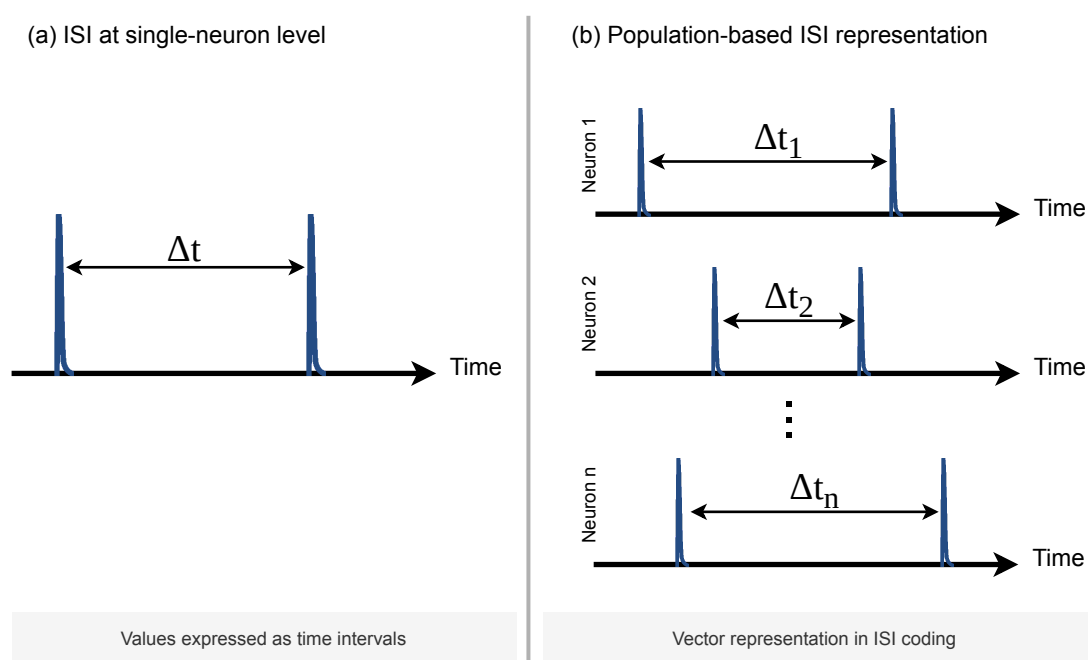 (a) ISI at single-neuron level
Δt
Time
Values expressed as time intervals
(b) Population-based ISI representation
Neuron 1
Δt₁
Time
Neuron 2
Δt₂
Time
Neuron n
Δtₙ
Time
Vector representation in ISI coding